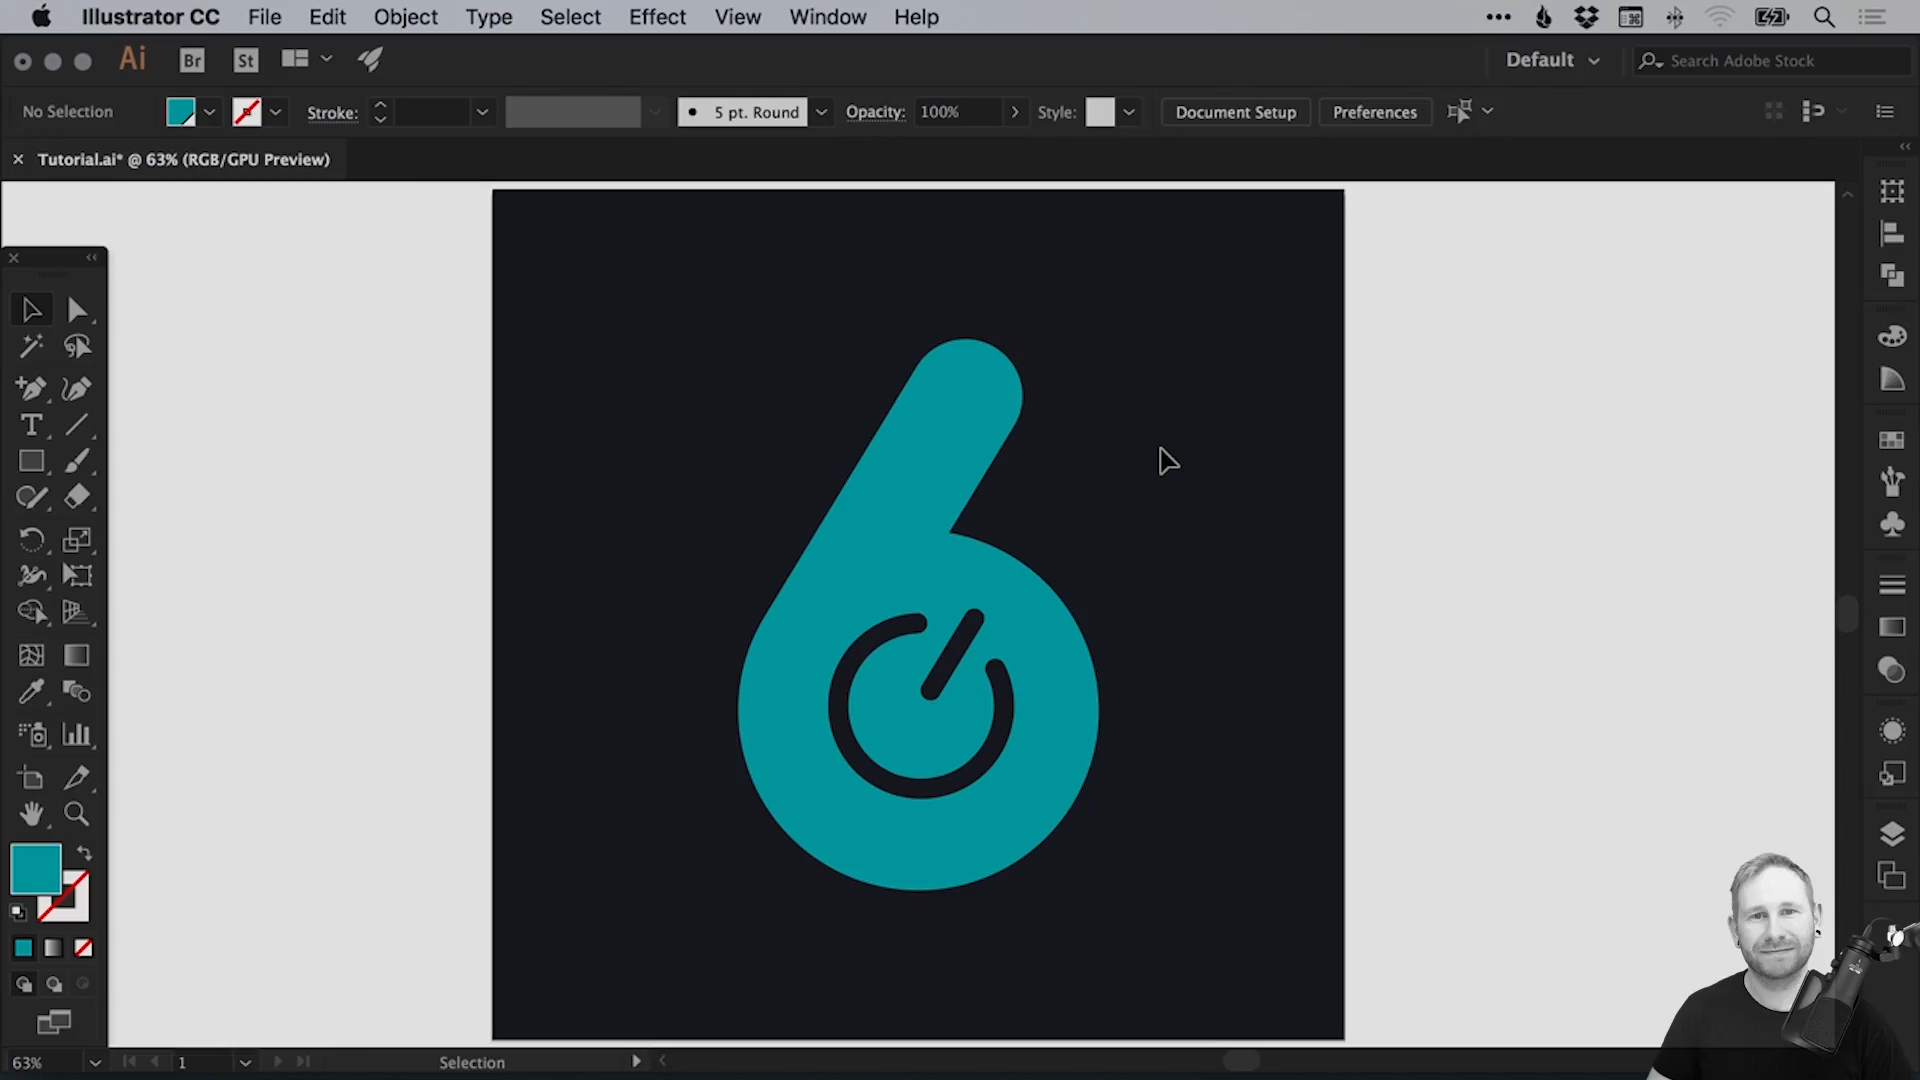 Illustrator CC File Edit Object Type Select Effect View Window Help
Ai Br St Default Search Adobe Stock
No Selection Stroke: 5 pt. Round Opacity: 100% Style: Document Setup Preferences
Tutorial.ai* @ 63% (RGB/GPU Preview)
6
63% 1 Selection